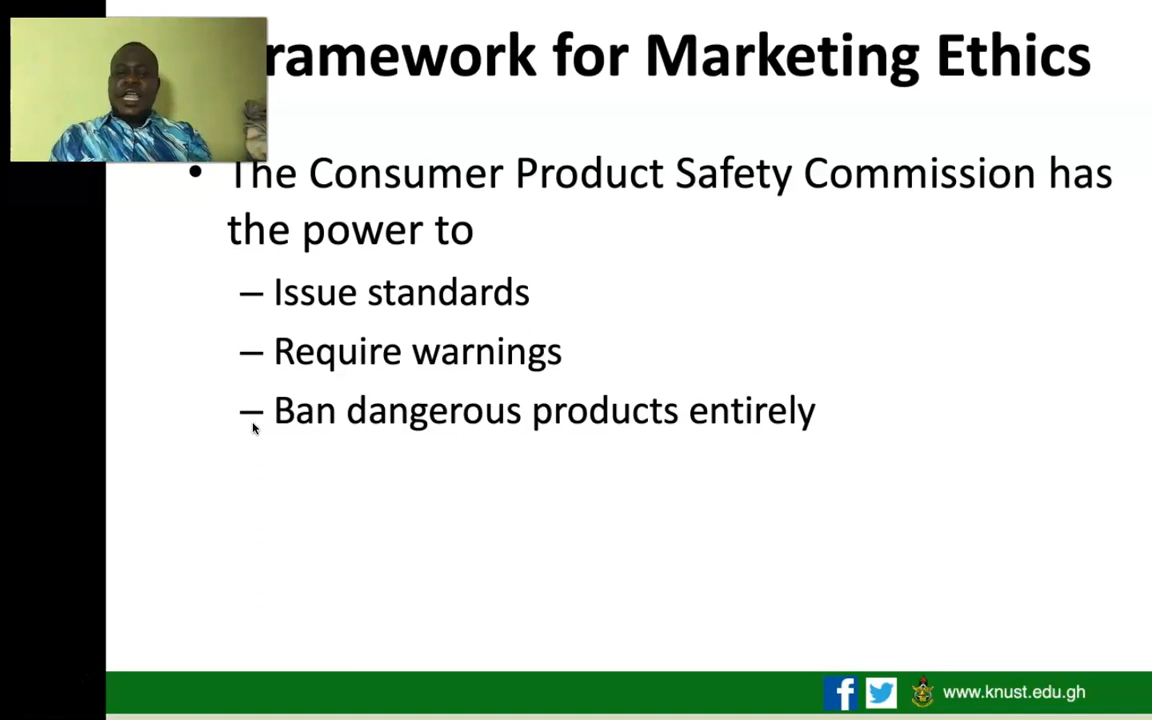 ramework for Marketing Ethics
• The Consumer Product Safety Commission has
the power to
– Issue standards
– Require warnings
– Ban dangerous products entirely
www.knust.edu.gh